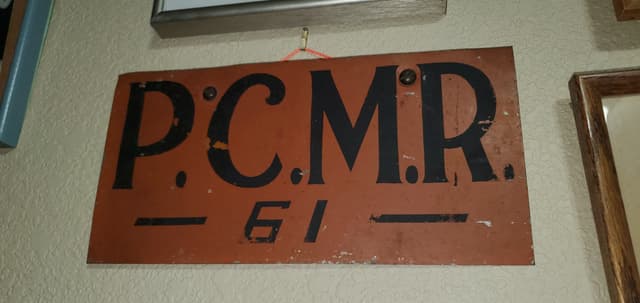 P.C.M.R.
— 61 —